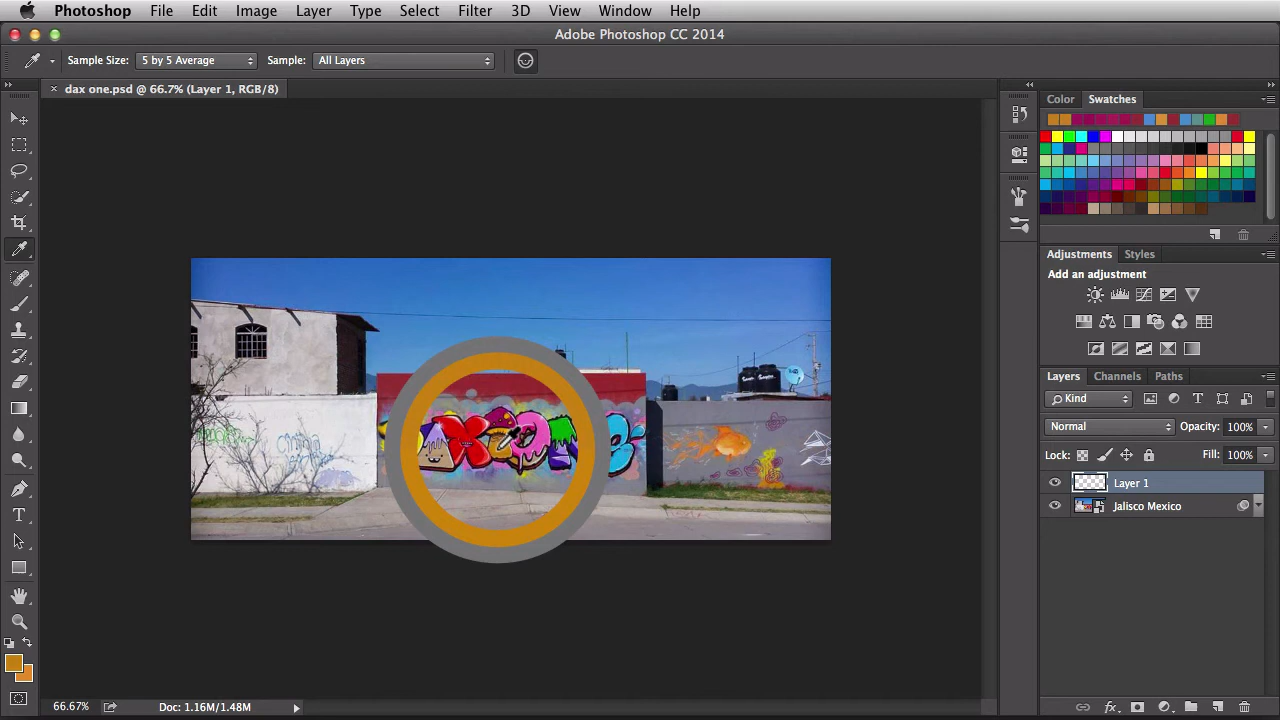 Photoshop File Edit Image Layer Type Select Filter 3D View Window Help
Adobe Photoshop CC 2014
Sample Size: 5 by 5 Average Sample: All Layers
× dax one.psd @ 66.7% (Layer 1, RGB/8)
Color Swatches
Adjustments Styles
Add an adjustment
Layers Channels Paths
Kind
Normal Opacity: 100%
Lock: Fill: 100%
Layer 1
Jalisco Mexico
66.67% Doc: 1.16M/1.48M